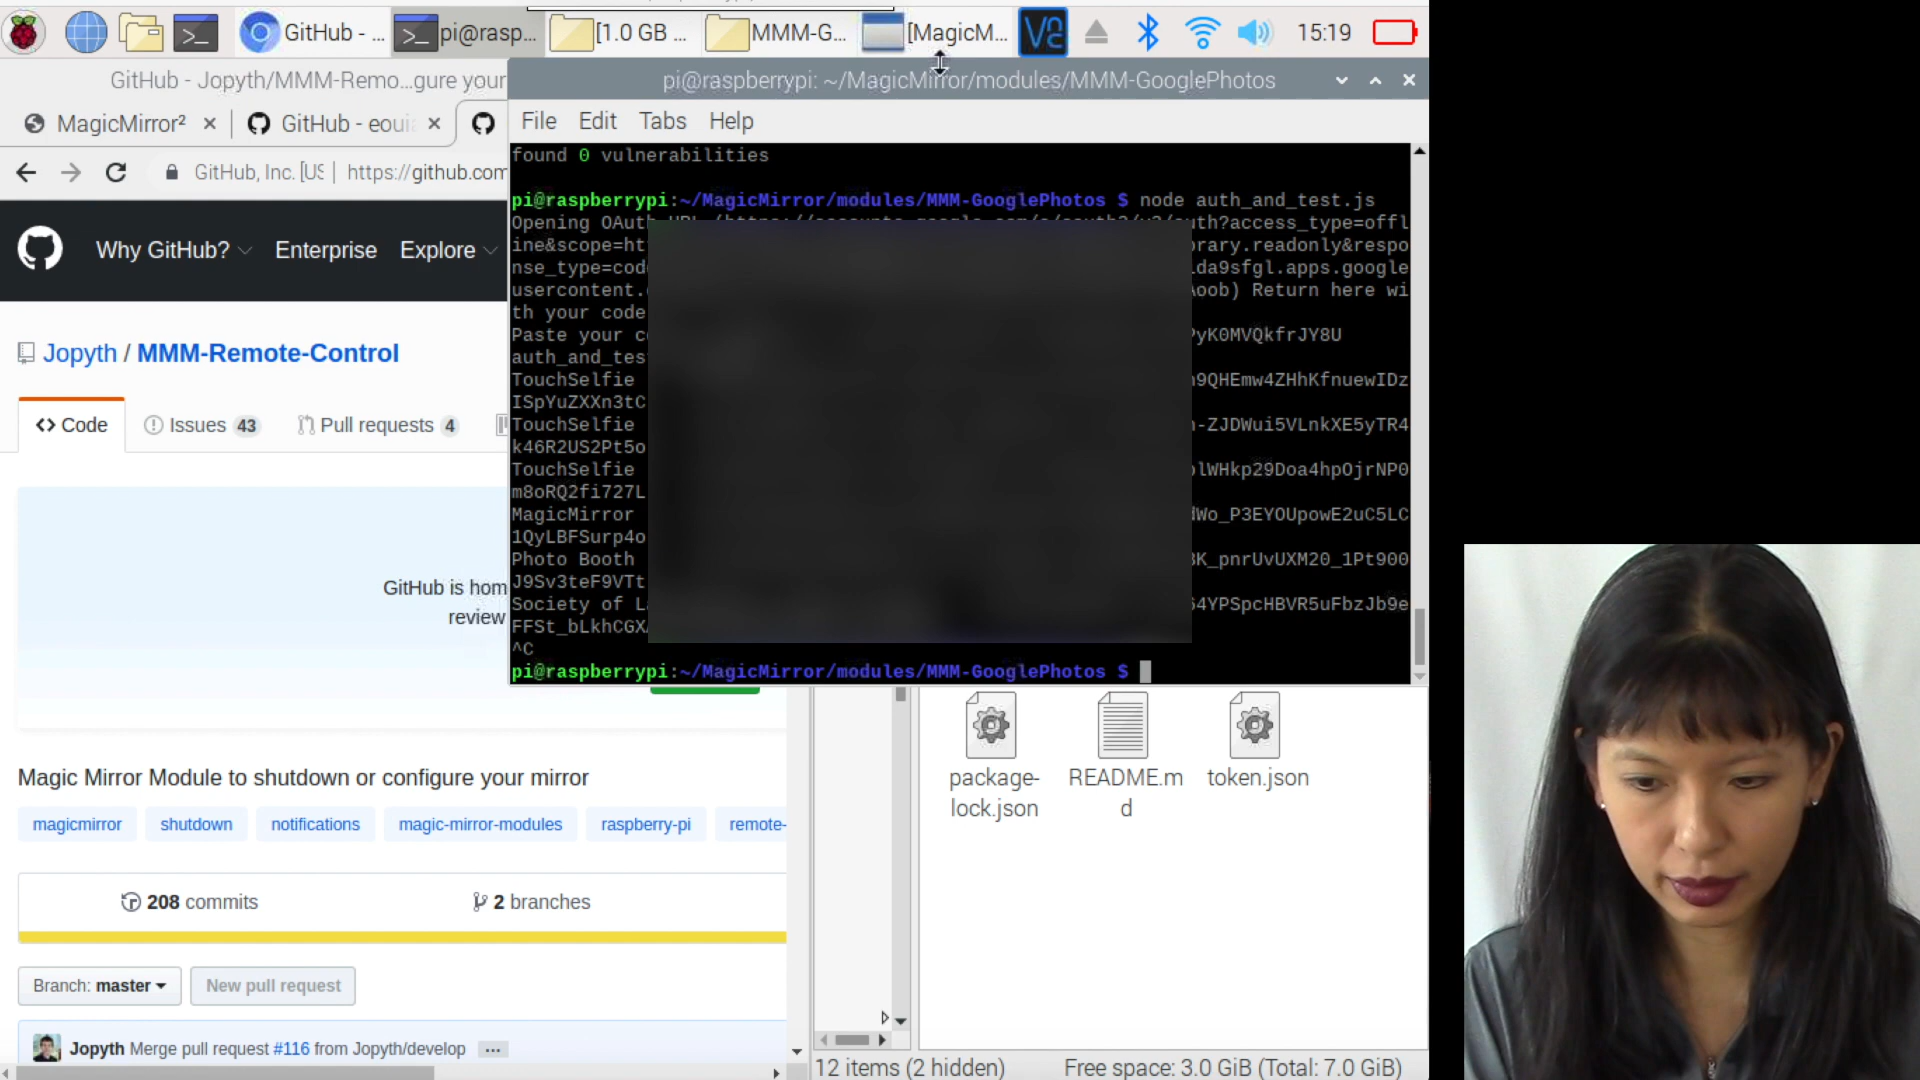 GitHub - ...
pi@rasp...
[1.0 GB ...
MMM-G...
[MagicM...
15:19
GitHub - Jopyth/MMM-Remo...gure your
MagicMirror²
GitHub - eouia
GitHub, Inc. [US
https://github.com
Why GitHub?
Enterprise
Explore
Jopyth / MMM-Remote-Control
<> Code
Issues 43
Pull requests 4
GitHub is hom
review
Magic Mirror Module to shutdown or configure your mirror
magicmirror
shutdown
notifications
magic-mirror-modules
raspberry-pi
remote-
208 commits
2 branches
Branch: master
New pull request
Jopyth Merge pull request #116 from Jopyth/develop ...
pi@raspberrypi: ~/MagicMirror/modules/MMM-GooglePhotos
File Edit Tabs Help
found 0 vulnerabilities
pi@raspberrypi:~/MagicMirror/modules/MMM-GooglePhotos $ node auth_and_test.js
Opening OAuth uth?access_type=offl
ine&scope=ht rary.readonly&respo
nse_type=cod da9sfgl.apps.google
usercontent. oob) Return here wi
th your code
Paste your c yK0MVQkfrJY8U
auth_and_tes
TouchSelfie 9QHEmw4ZHhKfnuewIDz
ISpYuZXXn3tC
TouchSelfie -ZJDWui5VLnkXE5yTR4
k46R2US2Pt5o
TouchSelfie lWHkp29Doa4hpOjrNP0
m8oRQ2fi727L
MagicMirror Wo_P3EYOUpowE2uC5LC
1QyLBFSurp4o
Photo Booth K_pnrUvUXM20_1Pt900
J9Sv3teF9VTt
Society of L 4YPSpcHBVR5uFbzJb9e
FFSt_bLkhCGX
^C
pi@raspberrypi:~/MagicMirror/modules/MMM-GooglePhotos $
package-
lock.json
README.m
d
token.json
12 items (2 hidden)
Free space: 3.0 GiB (Total: 7.0 GiB)